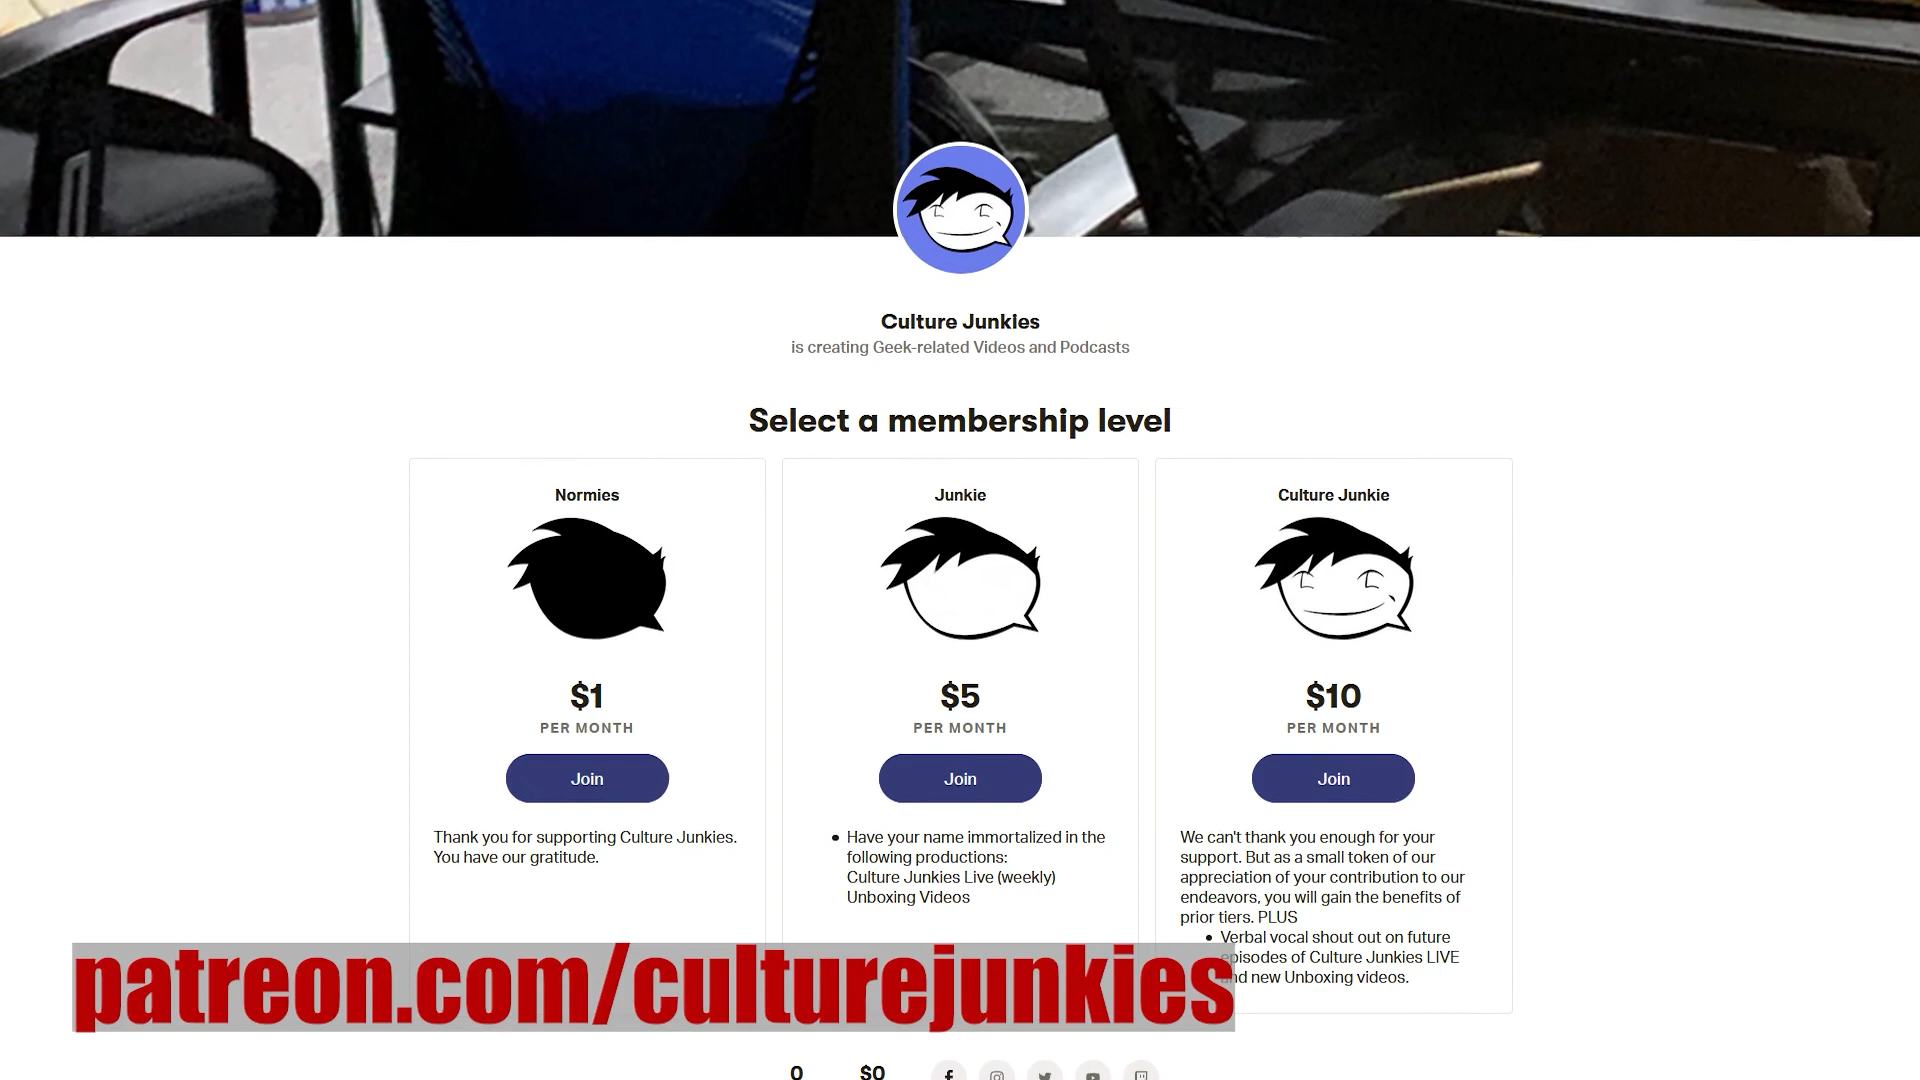 Culture Junkies
is creating Geek-related Videos and Podcasts
Select a membership level
Normies
$1
PER MONTH
Join
Thank you for supporting Culture Junkies.
You have our gratitude.
Junkie
$5
PER MONTH
Join
Have your name immortalized in the
following productions:
Culture Junkies Live (weekly)
Unboxing Videos
Culture Junkie
$10
PER MONTH
Join
We can't thank you enough for your
support. But as a small token of our
appreciation of your contribution to our
endeavors, you will gain the benefits of
prior tiers. PLUS
Verbal vocal shout out on future
episodes of Culture Junkies LIVE
and new Unboxing videos.
patreon.com/culturejunkies
0 $0